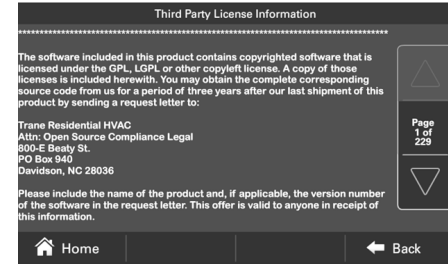 Third Party License Information
********************************************************************************
The software included in this product contains copyrighted software that is
licensed under the GPL, LGPL or other copyleft license. A copy of those
licenses is included herewith. You may obtain the complete corresponding
source code from us for a period of three years after our last shipment of this
product by sending a request letter to:
Trane Residential HVAC
Attn: Open Source Compliance Legal
800-E Beaty St.
PO Box 940
Davidson, NC 28036
Please include the name of the product and, if applicable, the version number
of the software in the request letter. This offer is valid to anyone in receipt of
this information.
Page
1 of
229
Home
Back